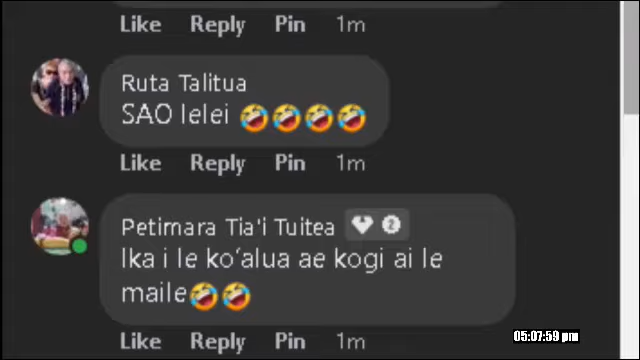 Like Reply Pin 1m
Ruta Talitua
SAO lelei 🤣🤣🤣🤣
Like Reply Pin 1m
Petimara Tia'i Tuitea 2
Ika i le ko‘alua ae kogi ai le
maile🤣🤣
Like Reply Pin 1m
05:07:59 pm